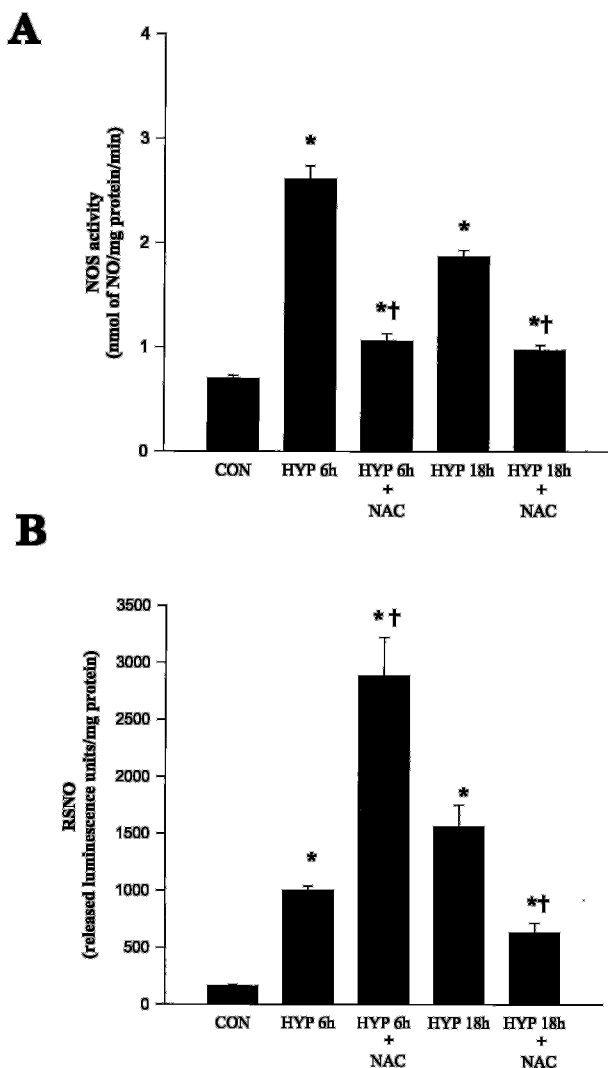 A
NOS activity
(nmol of NO/mg protein/min)
4
3
2
1
0
*
*†
*
*†
CON HYP 6h HYP 6h HYP 18h HYP 18h
+ +
NAC NAC
B
RSNO
(released luminescence units/mg protein)
3500
3000
2500
2000
1500
1000
500
0
*
*†
*
*†
CON HYP 6h HYP 6h HYP 18h HYP 18h
+ +
NAC NAC